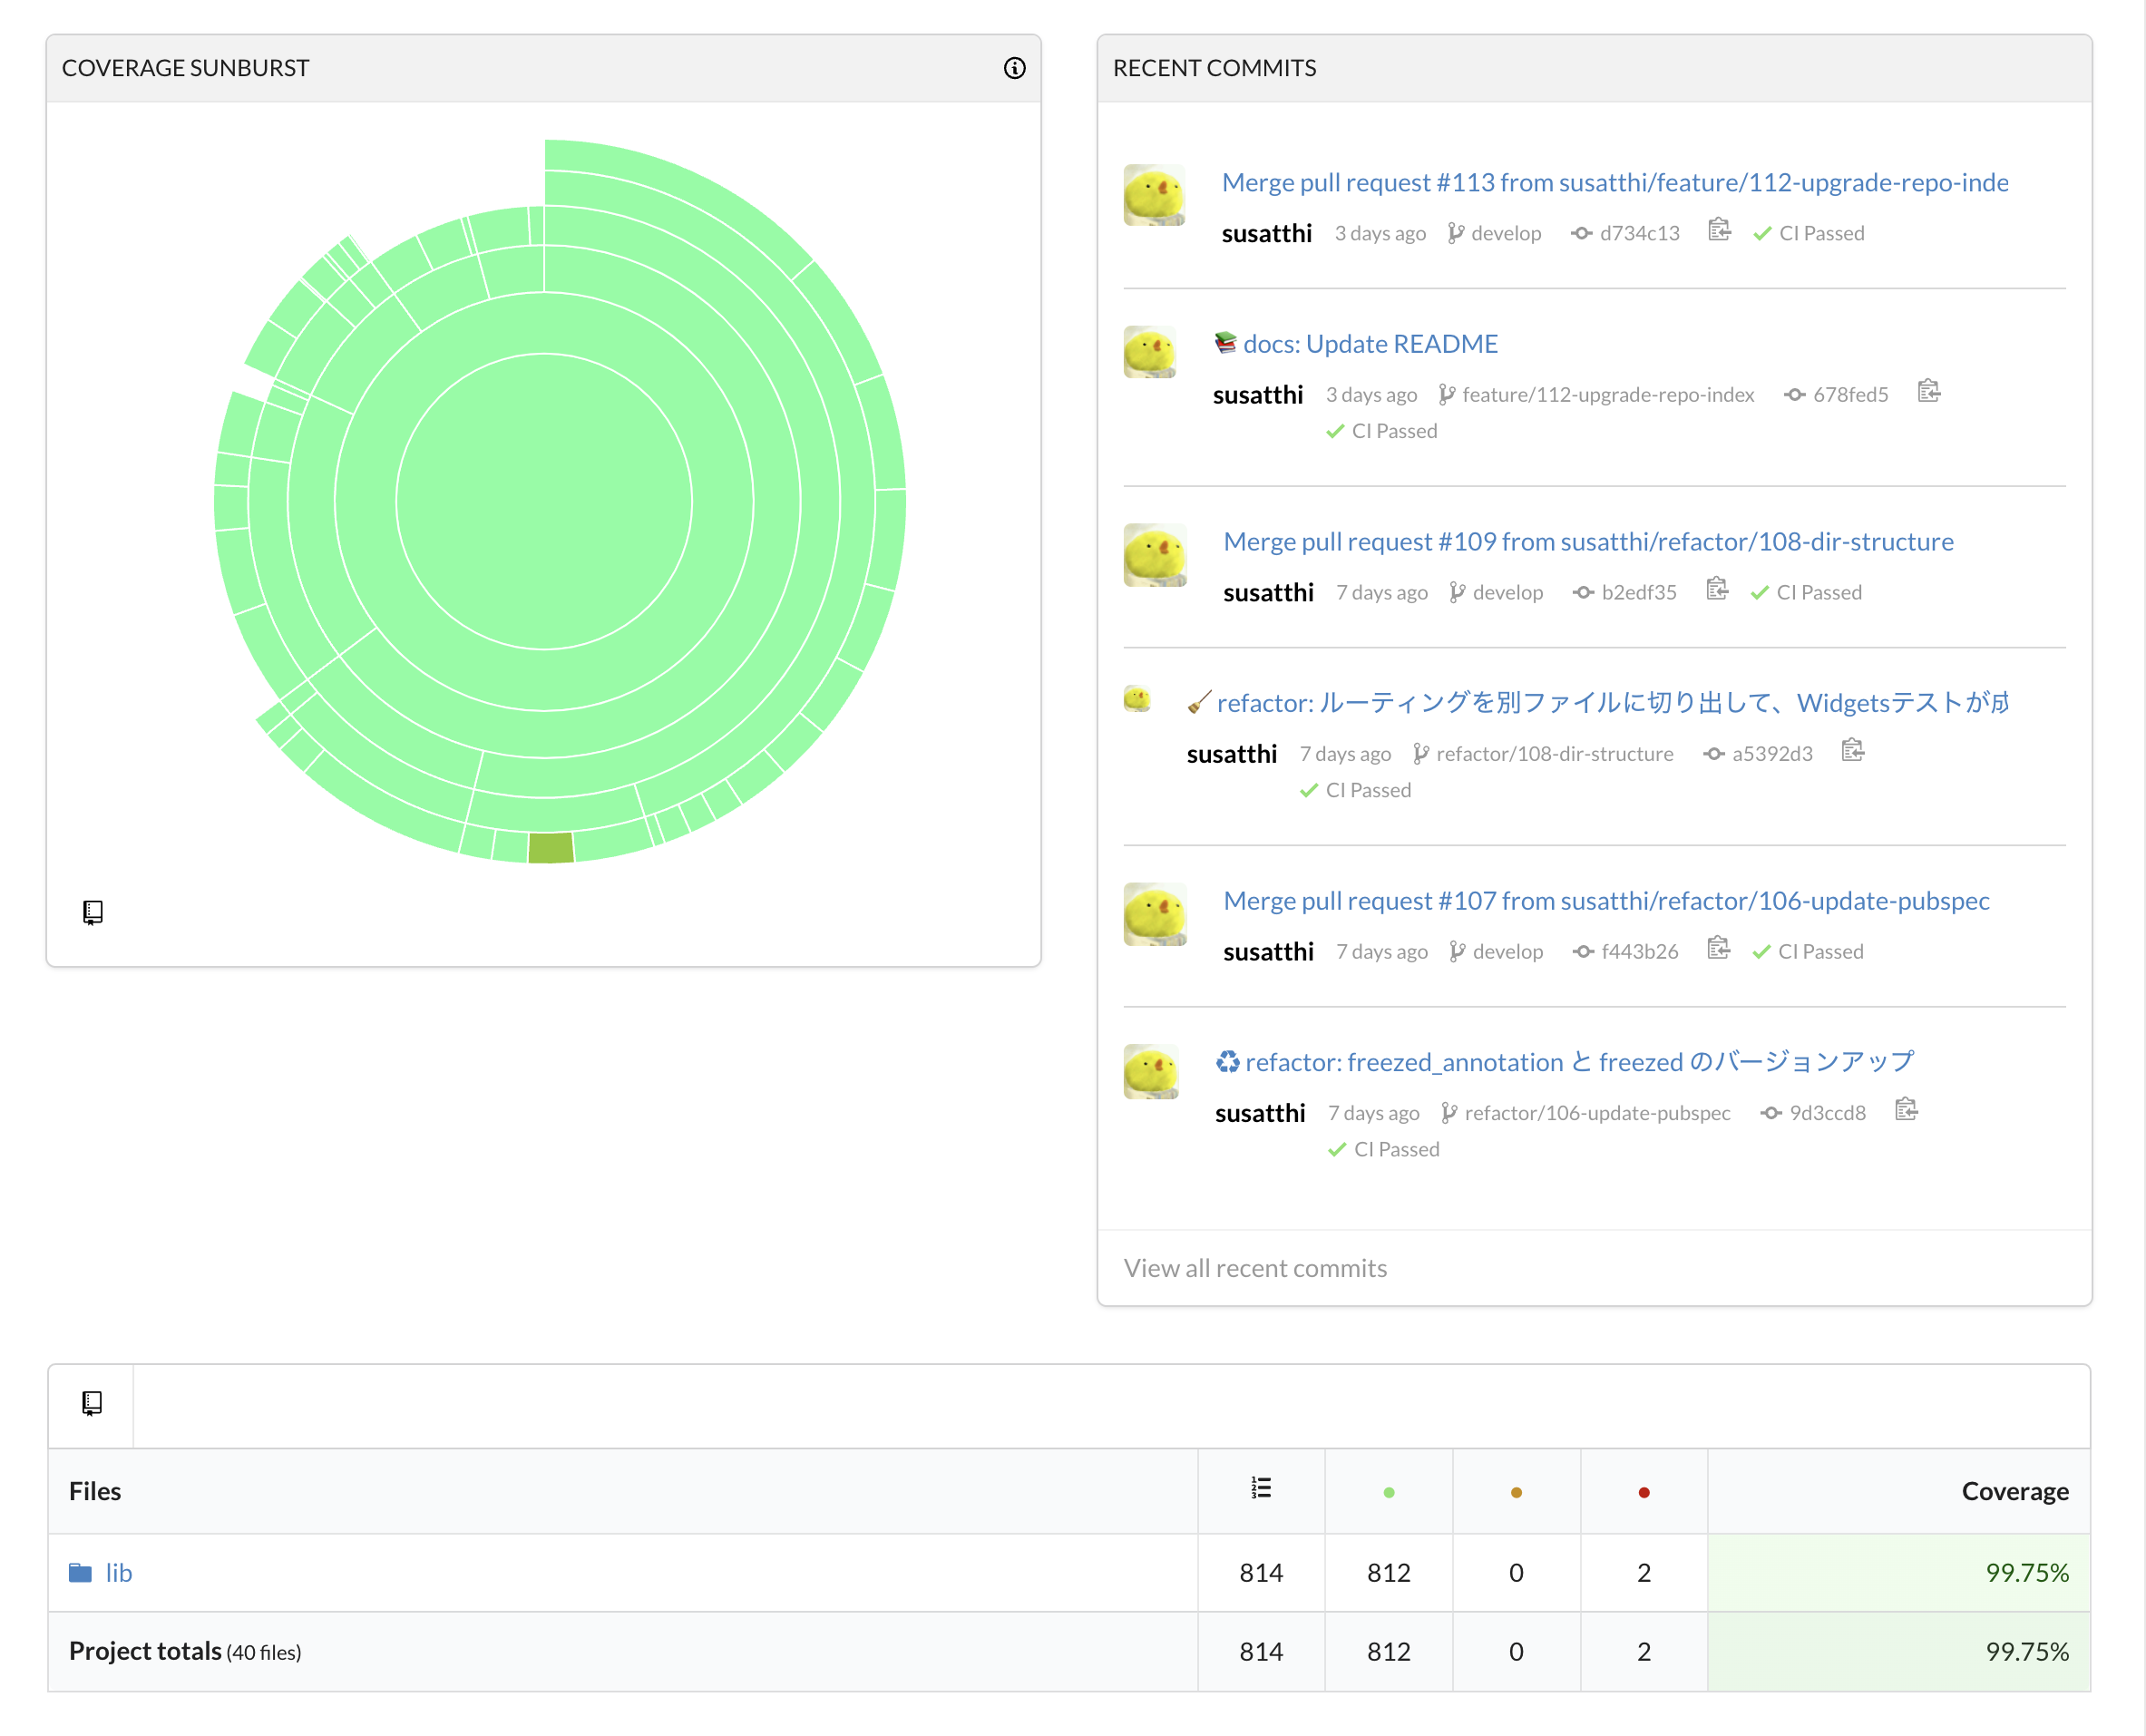 COVERAGE SUNBURST
RECENT COMMITS
Merge pull request #113 from susatthi/feature/112-upgrade-repo-inde
susatthi 3 days ago develop d734c13 CI Passed
docs: Update README
susatthi 3 days ago feature/112-upgrade-repo-index 678fed5
CI Passed
Merge pull request #109 from susatthi/refactor/108-dir-structure
susatthi 7 days ago develop b2edf35 CI Passed
refactor: ルーティングを別ファイルに切り出して、Widgetsテストが成
susatthi 7 days ago refactor/108-dir-structure a5392d3
CI Passed
Merge pull request #107 from susatthi/refactor/106-update-pubspec
susatthi 7 days ago develop f443b26 CI Passed
refactor: freezed_annotation と freezed のバージョンアップ
susatthi 7 days ago refactor/106-update-pubspec 9d3ccd8
CI Passed
View all recent commits
Files Coverage
lib 814 812 0 2 99.75%
Project totals (40 files) 814 812 0 2 99.75%